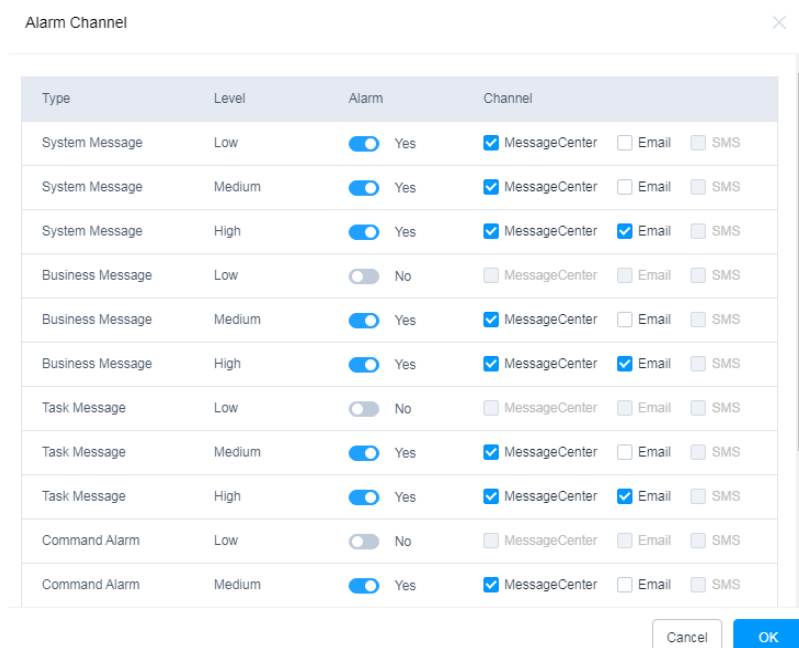 Alarm Channel
Type Level Alarm Channel
System Message Low Yes MessageCenter Email SMS
System Message Medium Yes MessageCenter Email SMS
System Message High Yes MessageCenter Email SMS
Business Message Low No MessageCenter Email SMS
Business Message Medium Yes MessageCenter Email SMS
Business Message High Yes MessageCenter Email SMS
Task Message Low No MessageCenter Email SMS
Task Message Medium Yes MessageCenter Email SMS
Task Message High Yes MessageCenter Email SMS
Command Alarm Low No MessageCenter Email SMS
Command Alarm Medium Yes MessageCenter Email SMS
Cancel OK